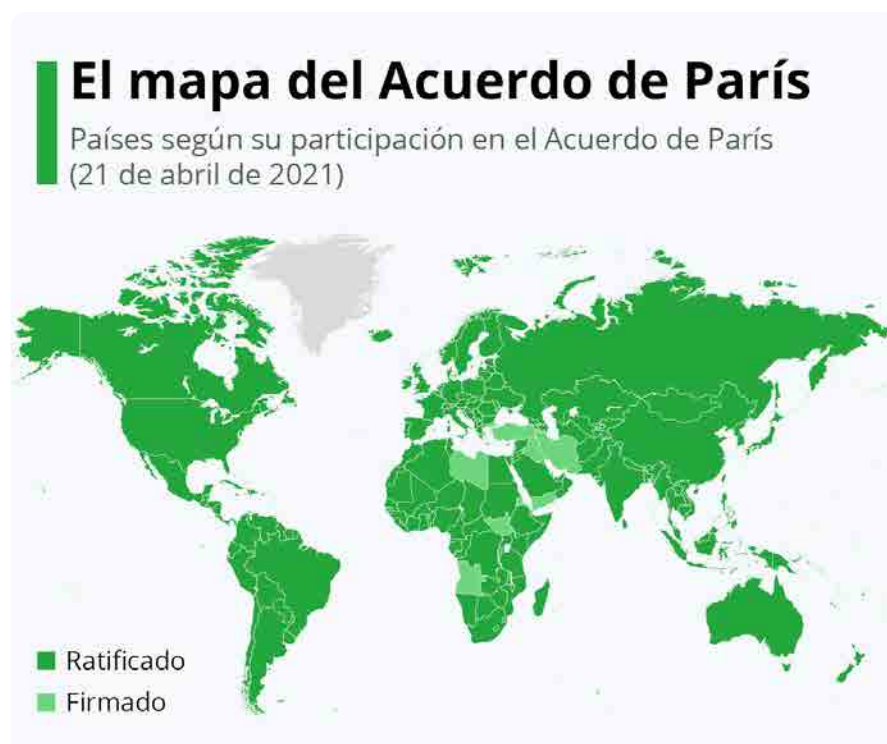 El mapa del Acuerdo de París
Países según su participación en el Acuerdo de París
(21 de abril de 2021)
Ratificado
Firmado